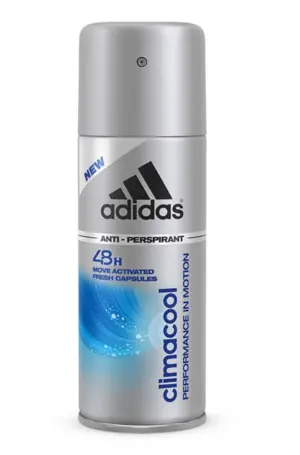 NEW
adidas
ANTI - PERSPIRANT
48H
MOVE ACTIVATED
FRESH CAPSULES
climacool
PERFORMANCE IN MOTION